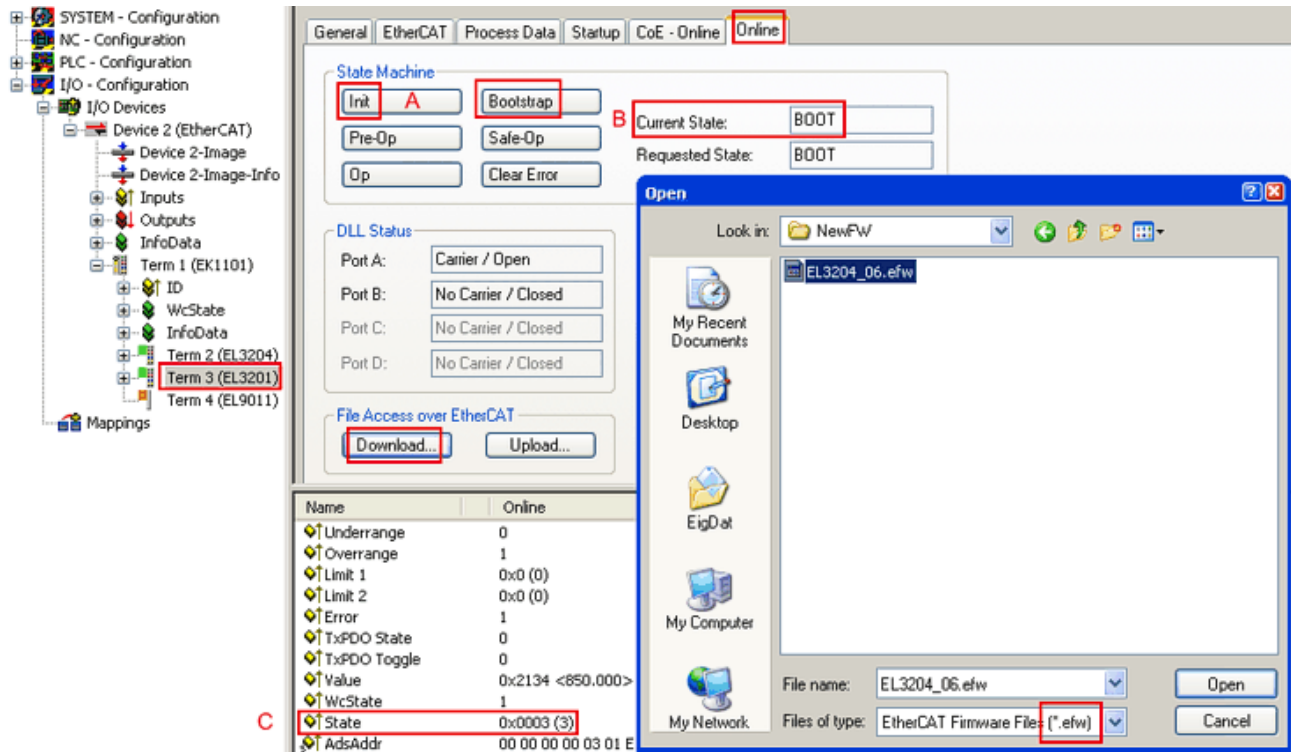 SYSTEM - Configuration
NC - Configuration
PLC - Configuration
I/O - Configuration
I/O Devices
Device 2 (EtherCAT)
Device 2-Image
Device 2-Image-Info
Inputs
Outputs
InfoData
Term 1 (EK1101)
ID
WcState
InfoData
Term 2 (EL3204)
Term 3 (EL3201)
Term 4 (EL9011)
Mappings
General EtherCAT Process Data Startup CoE - Online Online
State Machine
Init A Bootstrap
Pre-Op Safe-Op
Op Clear Error
B Current State: BOOT
Requested State: BOOT
DLL Status
Port A: Carrier / Open
Port B: No Carrier / Closed
Port C: No Carrier / Closed
Port D: No Carrier / Closed
File Access over EtherCAT
Download... Upload...
Name Online
Underrange 0
Overrange 1
Limit 1 0x0 (0)
Limit 2 0x0 (0)
Error 1
TxPDO State 0
TxPDO Toggle 0
Value 0x2134 <850.000>
WcState 1
C State 0x0003 (3)
AdsAddr 00 00 00 00 03 01 E
Open
Look in: NewFW
EL3204_06.efw
My Recent
Documents
Desktop
EigDat
My Computer
My Network
File name: EL3204_06.efw Open
Files of type: EtherCAT Firmware Files (*.efw) Cancel